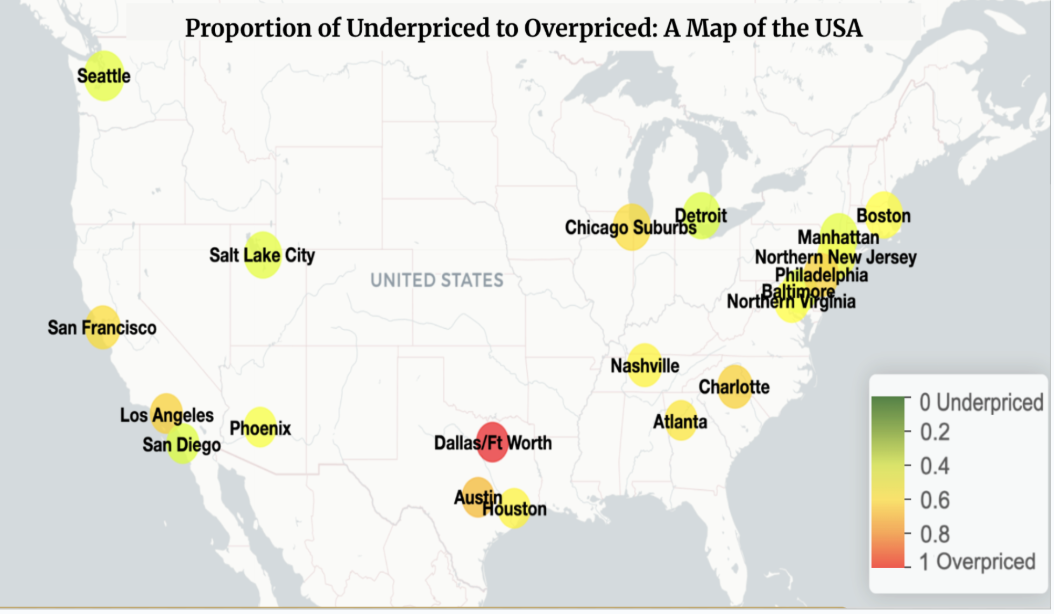 Proportion of Underpriced to Overpriced: A Map of the USA
Seattle
Chicago Suburbs
Detroit
Boston
Manhattan
Salt Lake City
Northern New Jersey
Philadelphia
UNITED STATES
Baltimore
Northern Virginia
San Francisco
Nashville
Charlotte
Los Angeles
Phoenix
Atlanta
San Diego
Dallas/Ft Worth
Austin
Houston
0 Underpriced
0.2
0.4
0.6
0.8
1 Overpriced